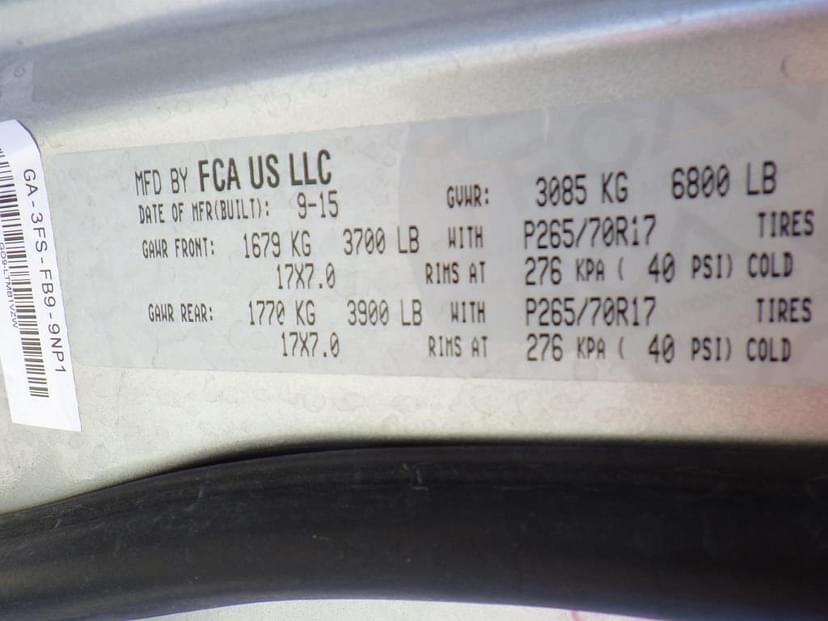 GA-3FS-FB9-9NP1
MFD BY FCA US LLC
DATE OF MFR(BUILT): 9-15 GVWR: 3085 KG 6800 LB
GAWR FRONT: 1679 KG 3700 LB WITH P265/70R17 TIRES
17X7.0 RIMS AT 276 KPA ( 40 PSI) COLD
GAWR REAR: 1770 KG 3900 LB WITH P265/70R17 TIRES
17X7.0 RIMS AT 276 KPA ( 40 PSI) COLD